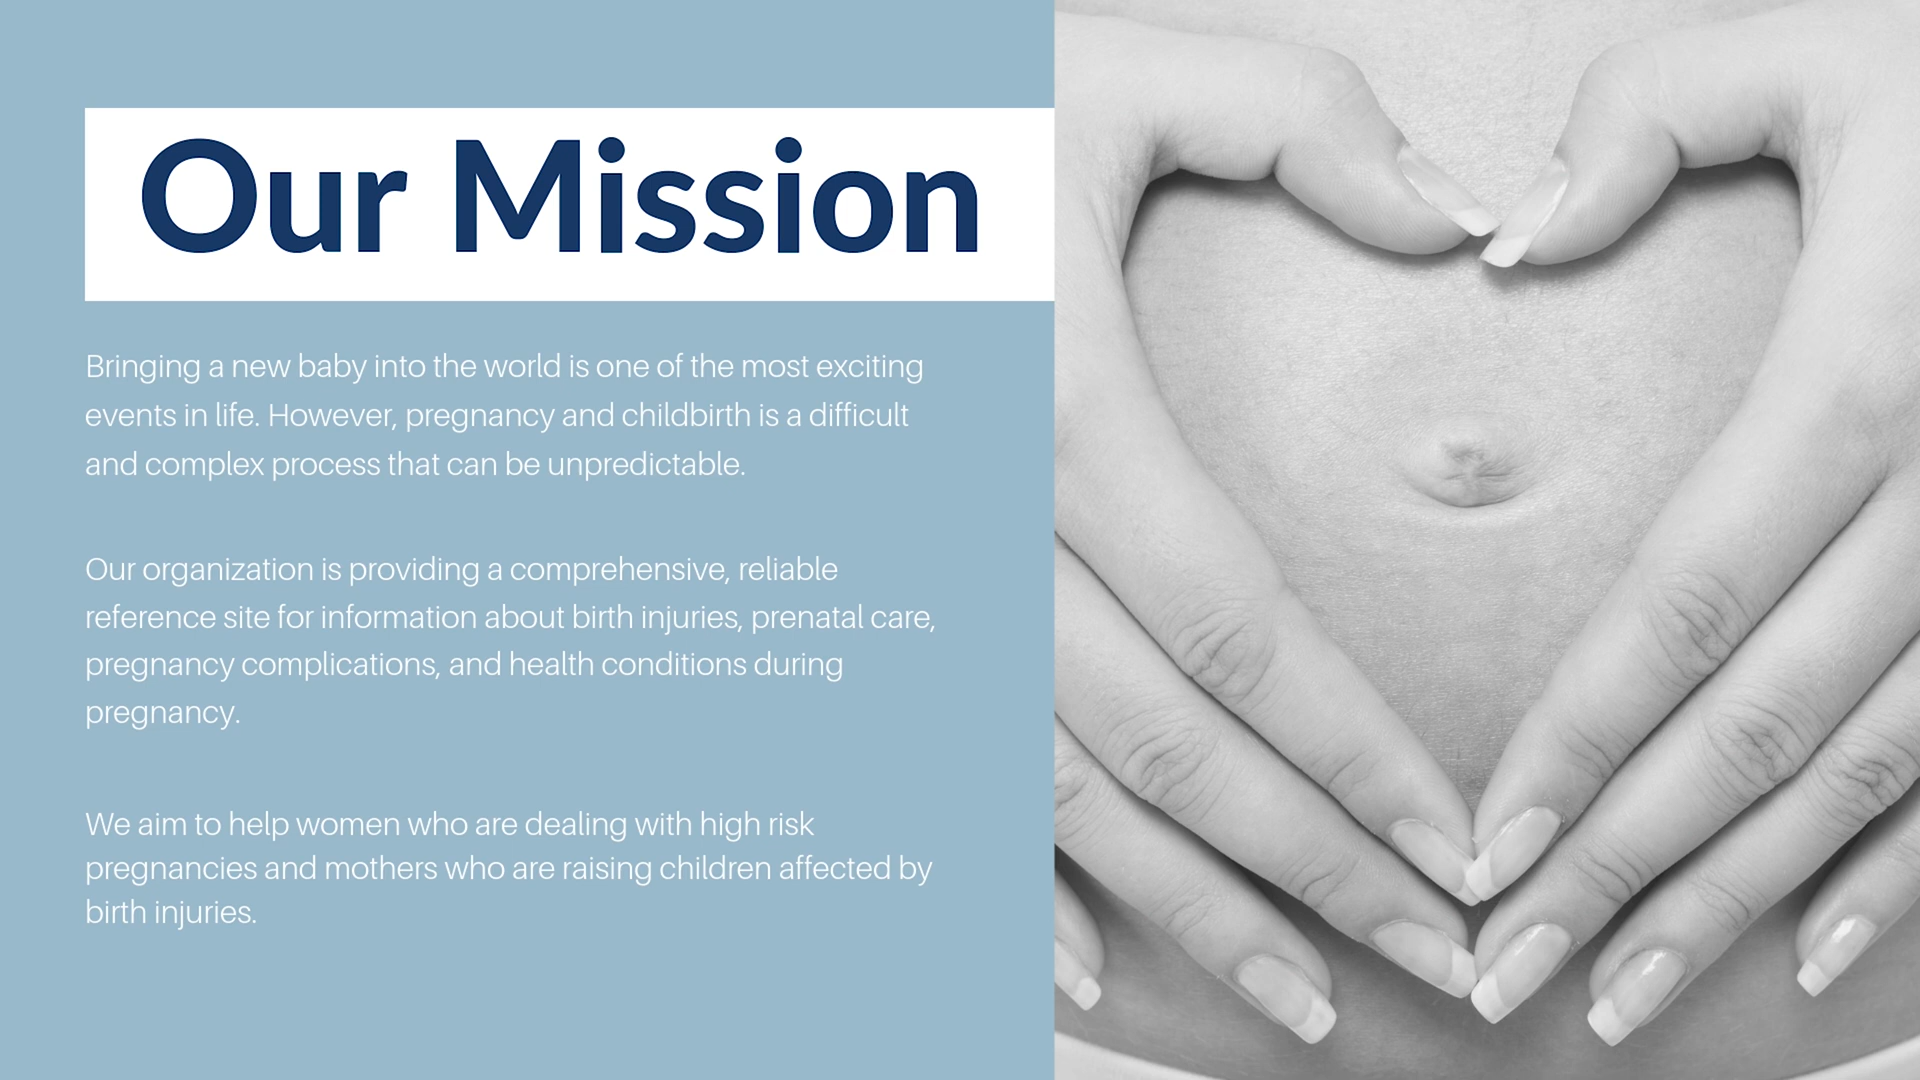 Our Mission
Bringing a new baby into the world is one of the most exciting
events in life. However, pregnancy and childbirth is a difficult
and complex process that can be unpredictable.
Our organization is providing a comprehensive, reliable
reference site for information about birth injuries, prenatal care,
pregnancy complications, and health conditions during
pregnancy.
We aim to help women who are dealing with high risk
pregnancies and mothers who are raising children affected by
birth injuries.